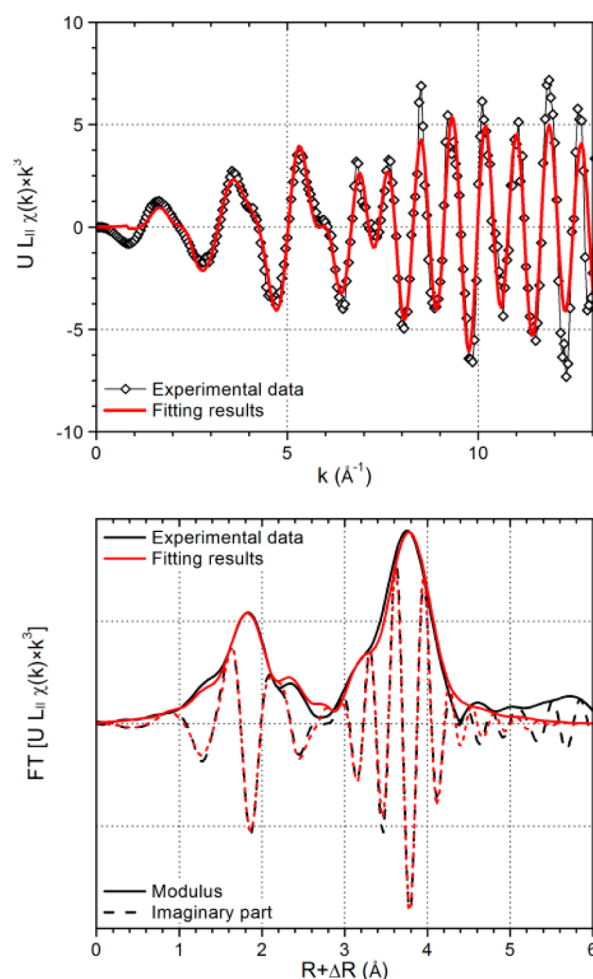 10
5
0
-5
-10
U L_II χ(k)×k³
Experimental data
Fitting results
0 5 10
k (Å⁻¹)
Experimental data
Fitting results
FT [U L_II χ(k)×k³]
Modulus
Imaginary part
0 1 2 3 4 5 6
R+ΔR (Å)